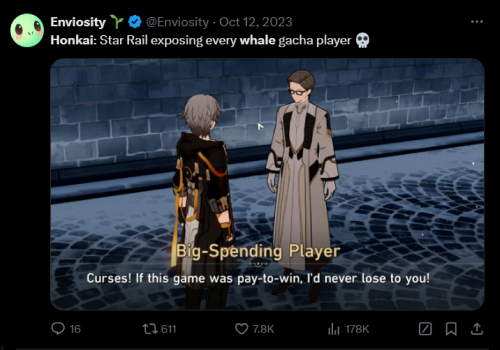 Enviosity 🌱 @Enviosity · Oct 12, 2023
Honkai: Star Rail exposing every whale gacha player 💀
Big-Spending Player
Curses! If this game was pay-to-win, I'd never lose to you!
16 611 7.8K 178K